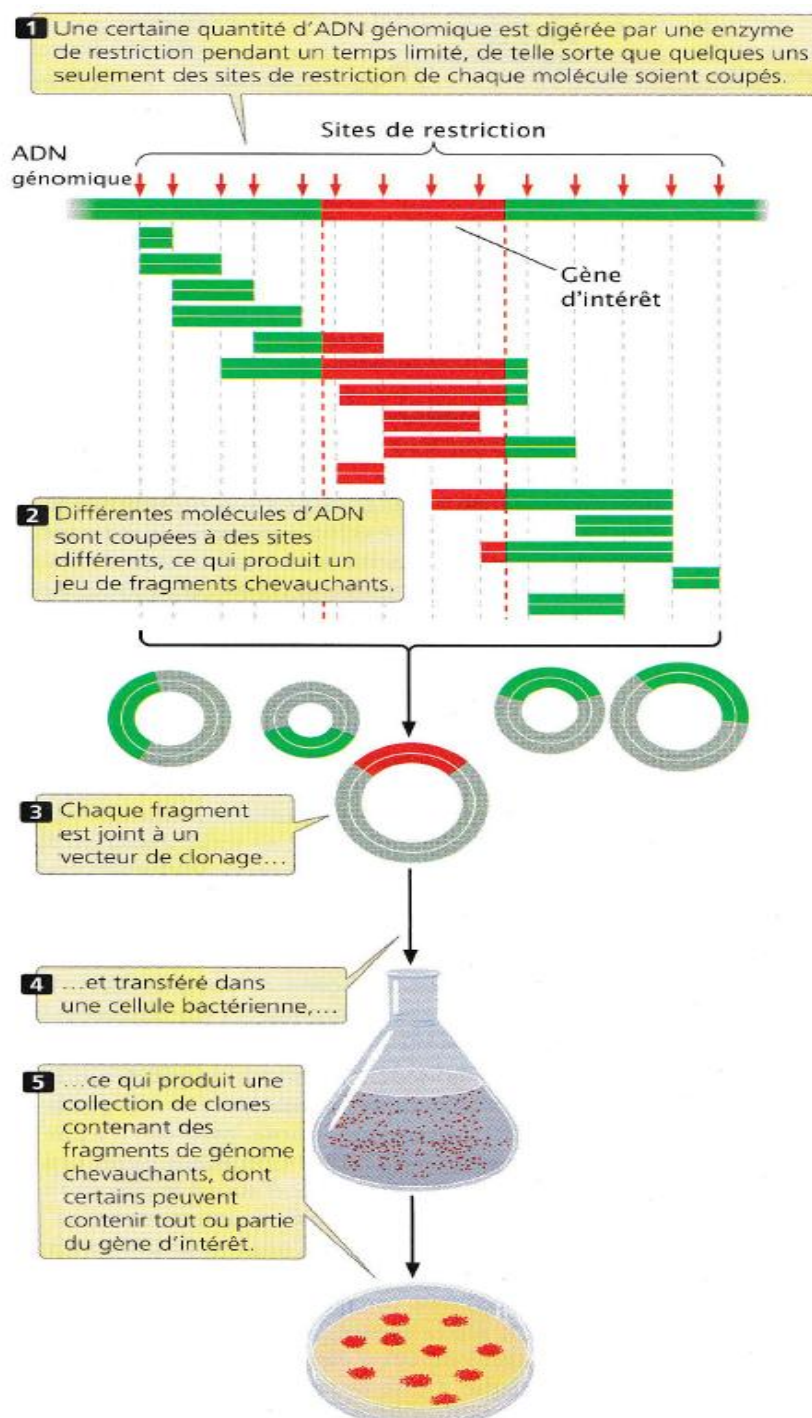 1 Une certaine quantité d'ADN génomique est digérée par une enzyme
de restriction pendant un temps limité, de telle sorte que quelques uns
seulement des sites de restriction de chaque molécule soient coupés.
Sites de restriction
ADN
génomique
Gène
d'intérêt
2 Différentes molécules d'ADN
sont coupées à des sites
différents, ce qui produit un
jeu de fragments chevauchants.
3 Chaque fragment
est joint à un
vecteur de clonage...
4 ...et transféré dans
une cellule bactérienne,...
5 ...ce qui produit une
collection de clones
contenant des
fragments de génome
chevauchants, dont
certains peuvent
contenir tout ou partie
du gène d'intérêt.